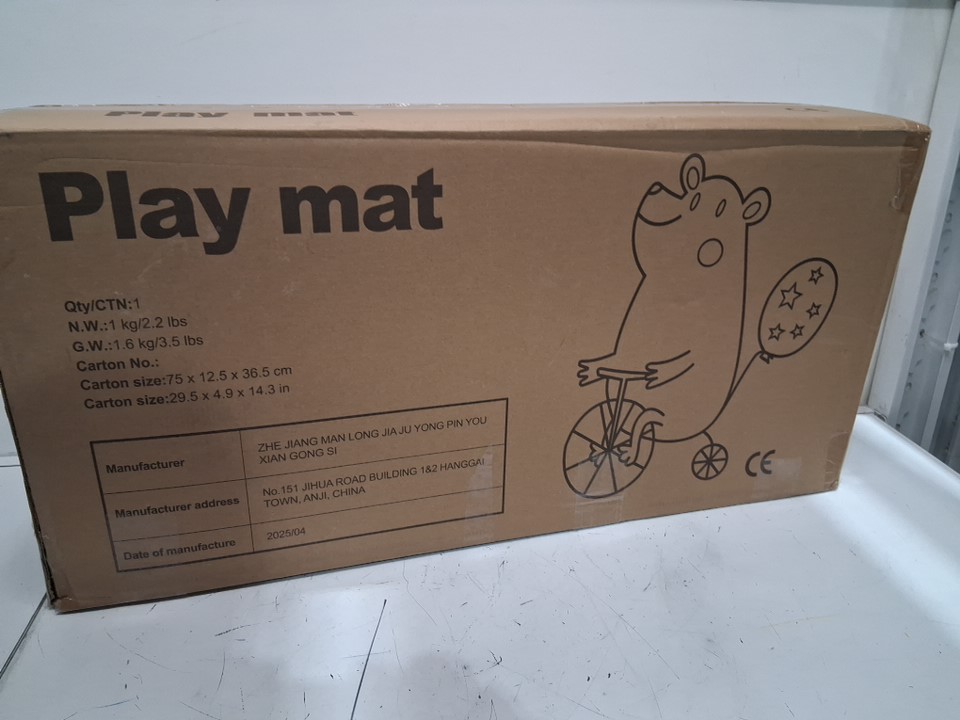 Play mat
Play mat
Qty/CTN:1
N.W.:1 kg/2.2 lbs
G.W.:1.6 kg/3.5 lbs
Carton No.:
Carton size:75 x 12.5 x 36.5 cm
Carton size:29.5 x 4.9 x 14.3 in
Manufacturer
ZHE JIANG MAN LONG JIA JU YONG PIN YOU
XIAN GONG SI
Manufacturer address
No.151 JIHUA ROAD BUILDING 1&2 HANGGAI
TOWN, ANJI, CHINA
Date of manufacture
2025/04
CE